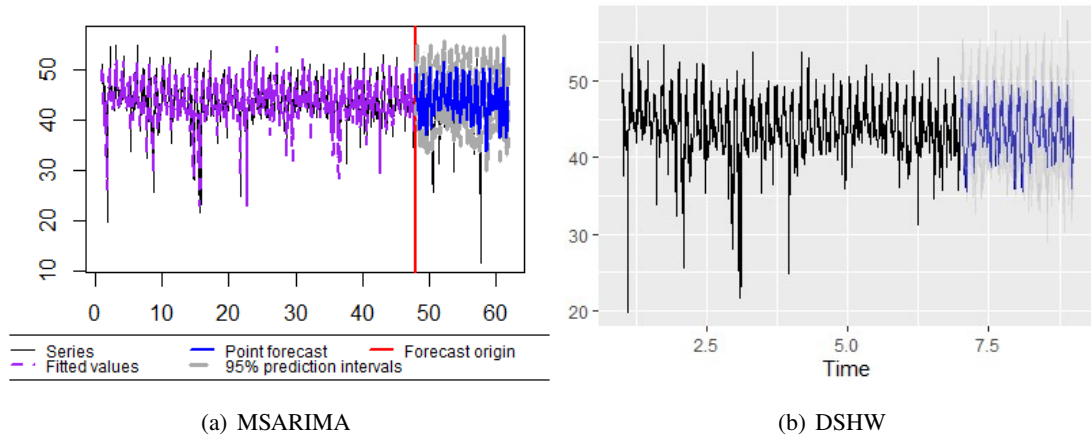 50
40
30
20
10
0 10 20 30 40 50 60
Series
Point forecast
Forecast origin
Fitted values
95% prediction intervals
(a) MSARIMA
50
40
30
20
2.5 5.0 7.5
Time
(b) DSHW